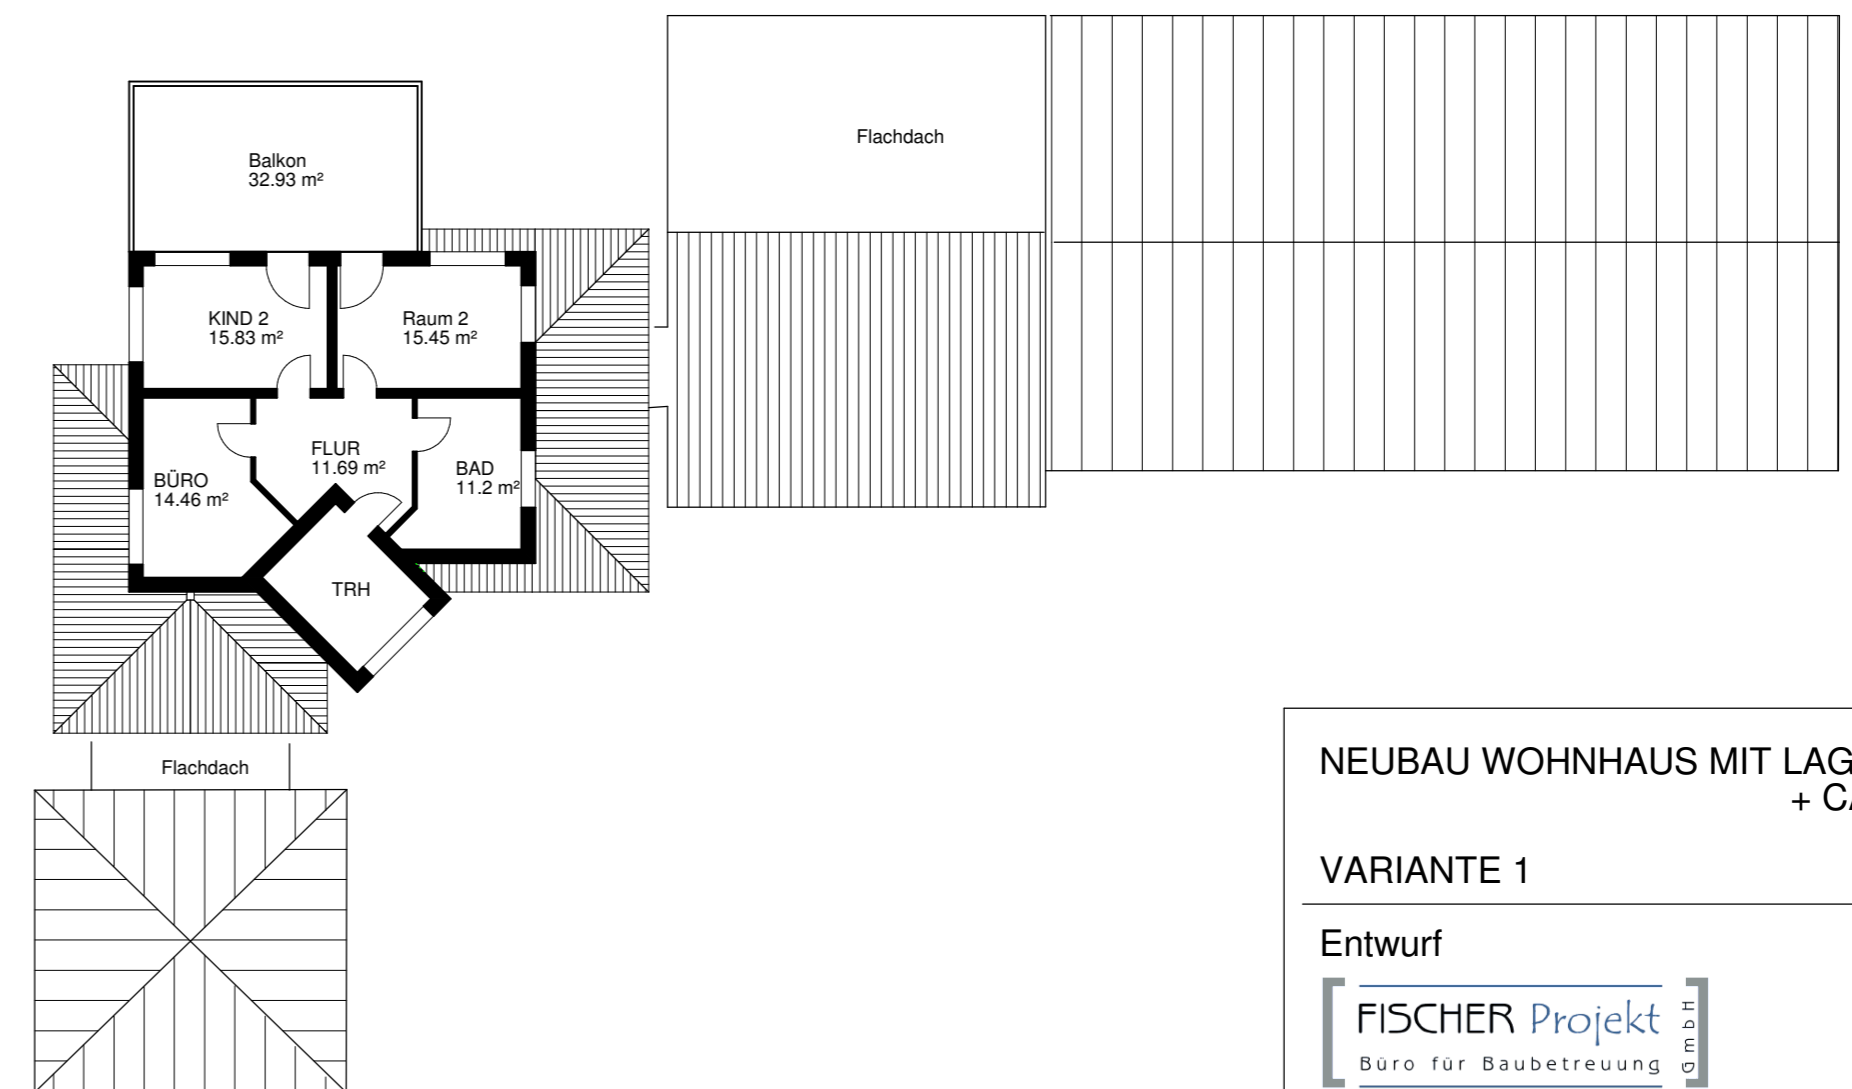 Flachdach
Balkon
32.93 m²
KIND 2
15.83 m²
Raum 2
15.45 m²
FLUR
11.69 m²
BAD
11.2 m²
BÜRO
14.46 m²
TRH
Flachdach
NEUBAU WOHNHAUS MIT LAG
+ CA
VARIANTE 1
Entwurf
FISCHER Projekt
Büro für Baubetreuung
GmbH